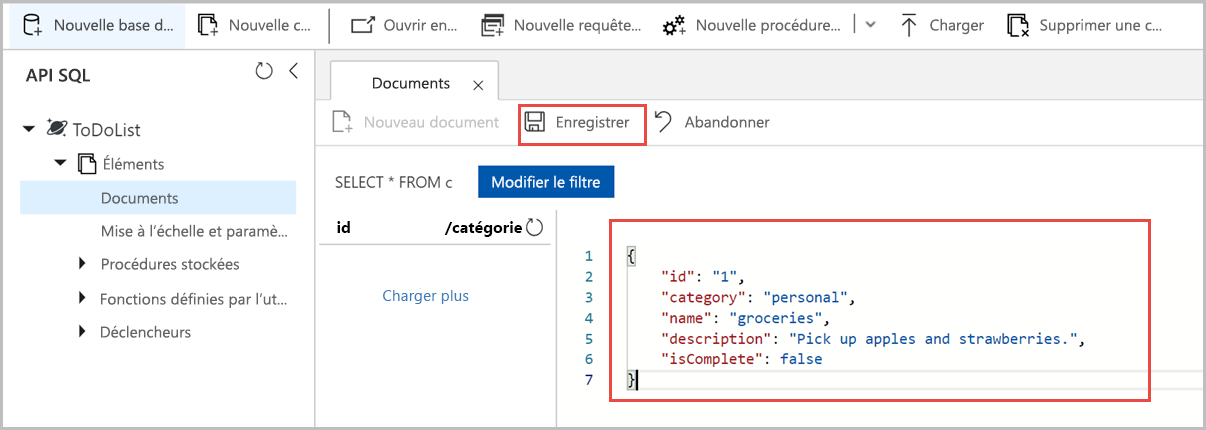 Nouvelle base d... Nouvelle c... Ouvrir en... Nouvelle requête... Nouvelle procédure... Charger Supprimer une c...
API SQL
ToDoList
Éléments
Documents
Mise à l’échelle et paramè...
Procédures stockées
Fonctions définies par l’ut...
Déclencheurs
Documents
Nouveau document Enregistrer Abandonner
SELECT * FROM c Modifier le filtre
id /catégorie
Charger plus
1 {
2 "id": "1",
3 "category": "personal",
4 "name": "groceries",
5 "description": "Pick up apples and strawberries.",
6 "isComplete": false
7 }